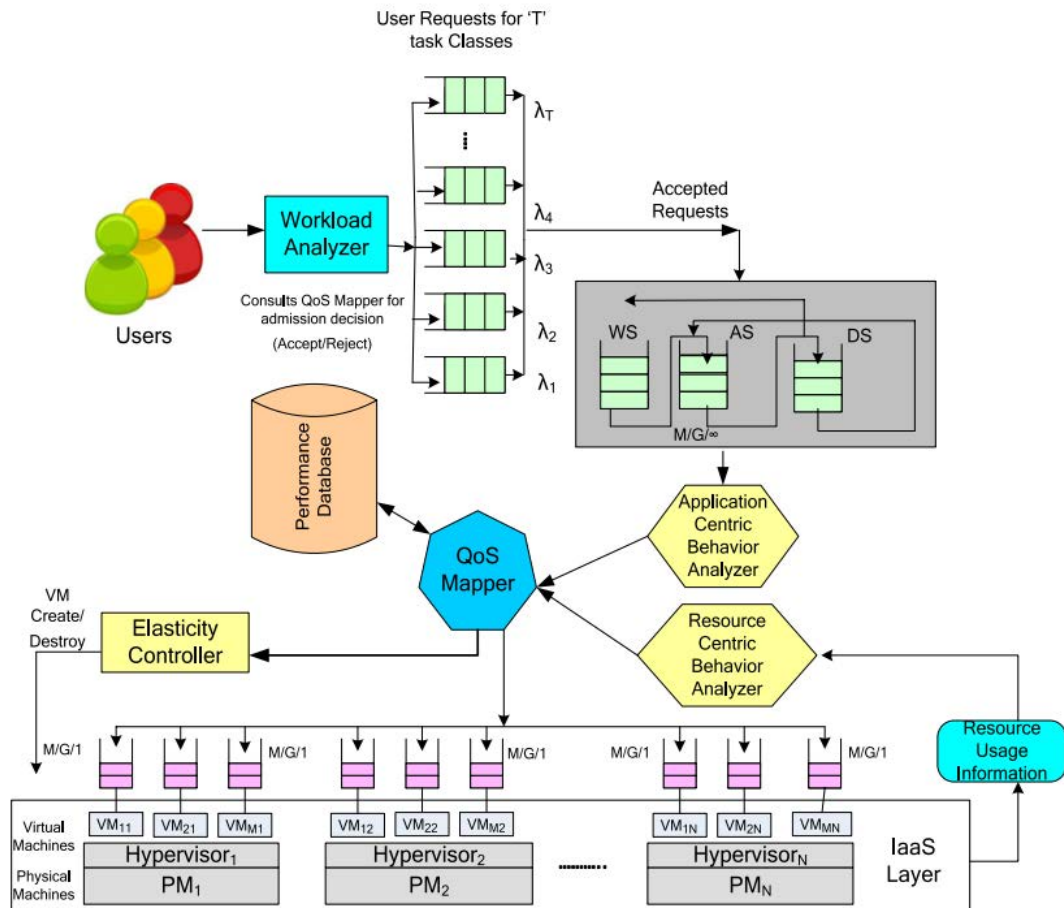 User Requests for ‘T’
task Classes
λT
λ4
λ3
λ2
λ1
Accepted
Requests
Workload
Analyzer
Users
Consults QoS Mapper for
admission decision
(Accept/Reject)
WS
AS
DS
M/G/∞
Performance
Database
Application
Centric
Behavior
Analyzer
QoS
Mapper
VM
Create/
Destroy
Elasticity
Controller
Resource
Centric
Behavior
Analyzer
M/G/1
M/G/1
M/G/1
M/G/1
M/G/1
Resource
Usage
Information
Virtual
Machines
VM11
VM21
VMM1
VM12
VM22
VMM2
VM1N
VM2N
VMMN
Hypervisor1
Hypervisor2
HypervisorN
IaaS
Layer
Physical
Machines
PM1
PM2
PMN